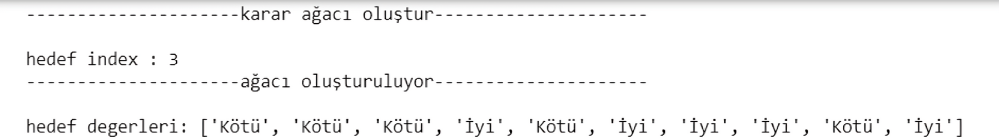 ---------------------karar ağacı oluştur---------------------
hedef index : 3
---------------------ağacı oluşturuluyor---------------------
hedef degerleri: ['Kötü', 'Kötü', 'Kötü', 'İyi', 'Kötü', 'İyi', 'İyi', 'İyi', 'Kötü', 'İyi']